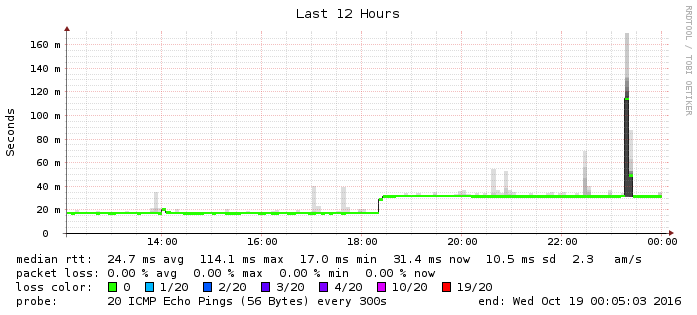 Last 12 Hours
RRDTOOL / TOBI OETIKER
Seconds
160 m
140 m
120 m
100 m
80 m
60 m
40 m
20 m
0
14:00 16:00 18:00 20:00 22:00 00:00
median rtt: 24.7 ms avg 114.1 ms max 17.0 ms min 31.4 ms now 10.5 ms sd 2.3 am/s
packet loss: 0.00 % avg 0.00 % max 0.00 % min 0.00 % now
loss color: 0 1/20 2/20 3/20 4/20 10/20 19/20
probe: 20 ICMP Echo Pings (56 Bytes) every 300s end: Wed Oct 19 00:05:03 2016